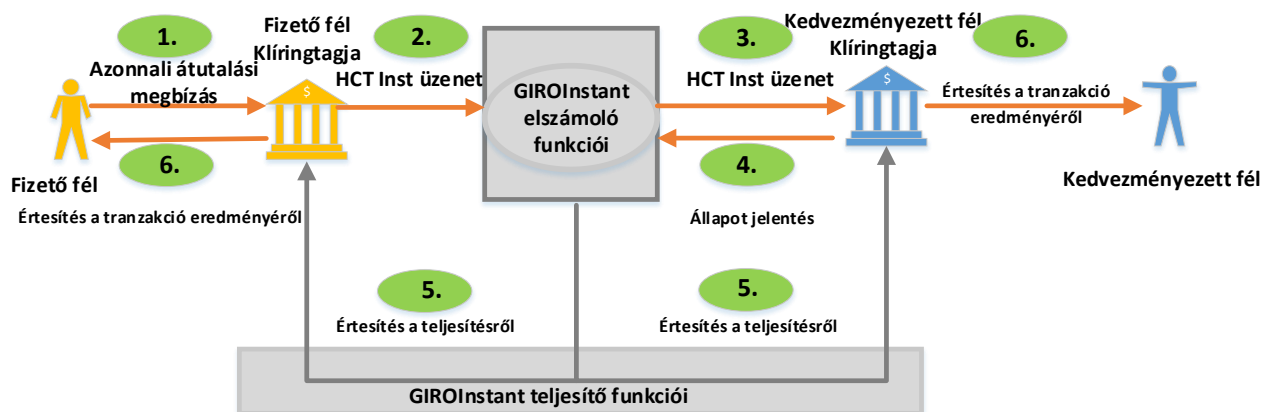 1.
Azonnali átutalási
megbízás
Fizető fél
Klíringtagja
2.
HCT Inst üzenet
GIROInstant
elszámoló
funkciói
3.
HCT Inst üzenet
Kedvezményezett fél
Klíringtagja
6.
Értesítés a tranzakció
eredményéről
6.
Fizető fél
Értesítés a tranzakció eredményéről
4.
Állapot jelentés
Kedvezményezett fél
5.
Értesítés a teljesítésről
5.
Értesítés a teljesítésről
GIROInstant teljesítő funkciói
$
$